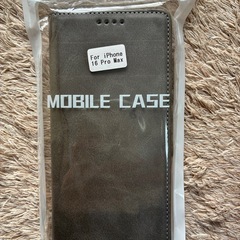 For iPhone
16 Pro Max
MOBILE CASE